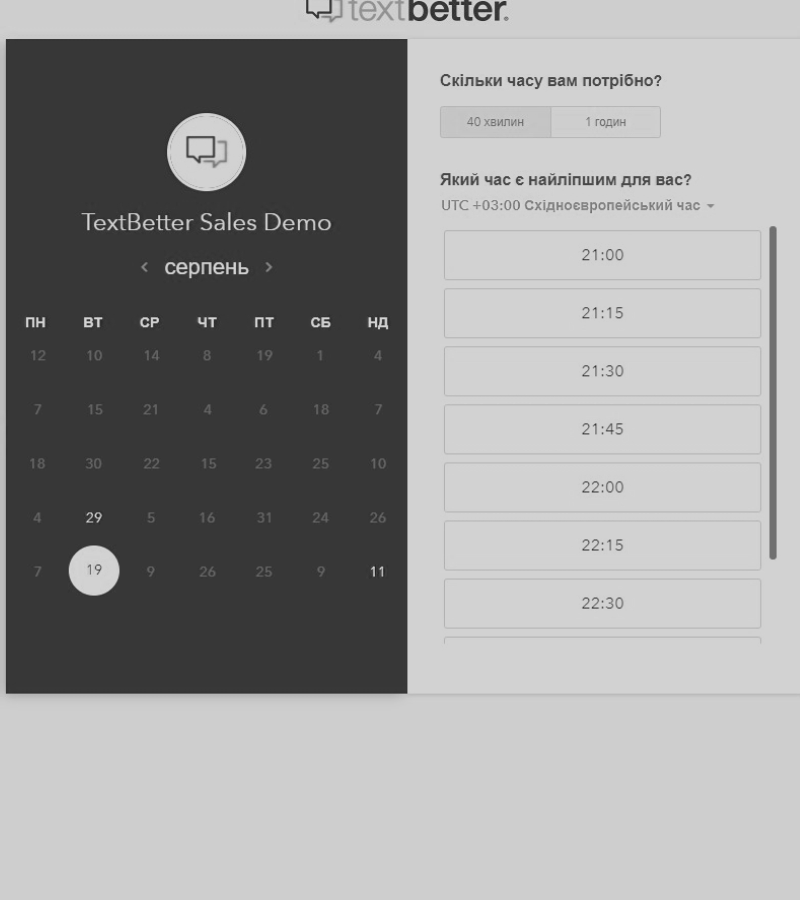 textbetter.
TextBetter Sales Demo
серпень
ПН ВТ СР ЧТ ПТ СБ НД
12 10 14 8 19 1 4
7 15 21 4 6 18 7
18 30 22 15 23 25 10
4 29 5 16 31 24 26
7 19 9 26 25 9 11
Скільки часу вам потрібно?
40 хвилин 1 годин
Який час є найліпшим для вас?
UTC +03:00 Східноєвропейський час
21:00
21:15
21:30
21:45
22:00
22:15
22:30